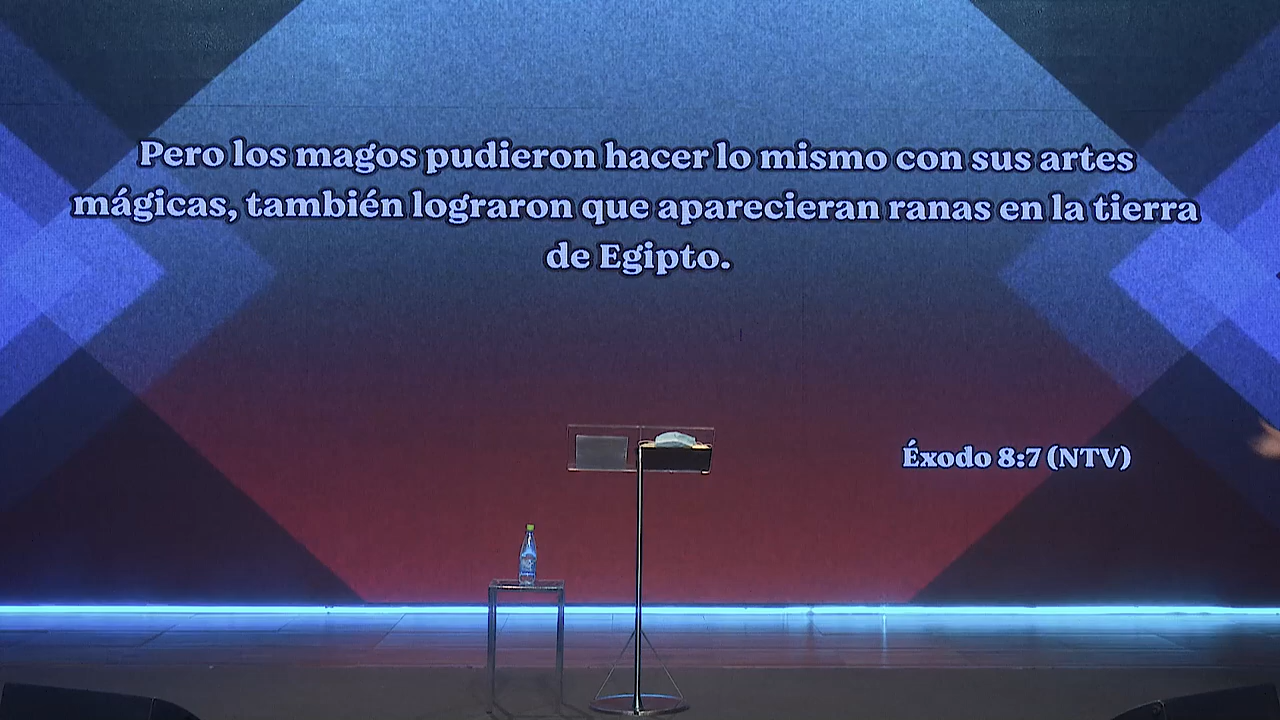 Pero los magos pudieron hacer lo mismo con sus artes
mágicas, también lograron que aparecieran ranas en la tierra
de Egipto.
Éxodo 8:7 (NTV)